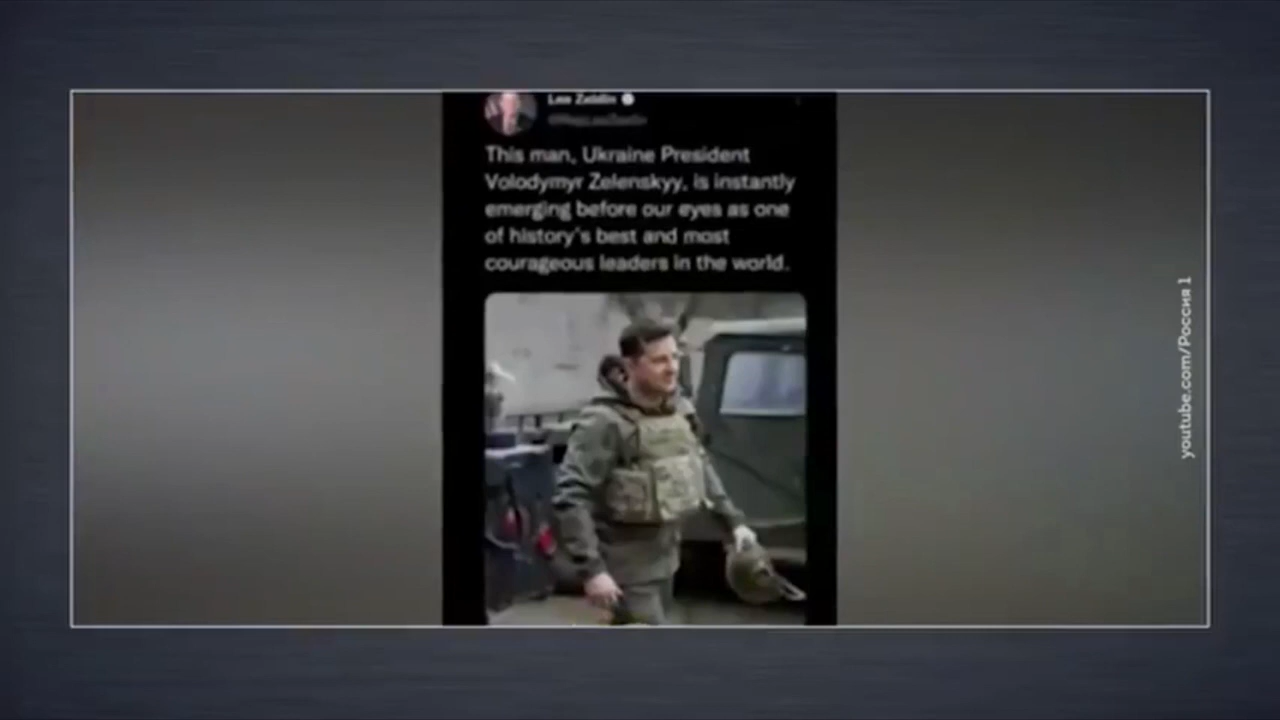 Lee Zeldin
This man, Ukraine President
Volodymyr Zelenskyy, is instantly
emerging before our eyes as one
of history's best and most
courageous leaders in the world.
youtube.com/Россия 1